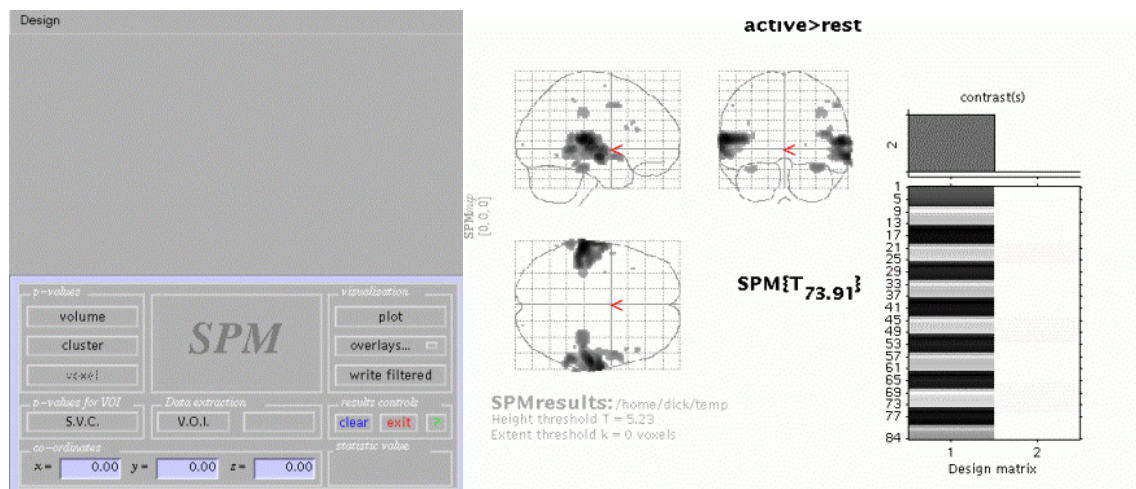 Design
active>rest
contrast(s)
2
SPMmip
[0, 0, 0]
SPM{T73.91}
1
5
9
13
17
21
25
29
33
37
41
45
49
53
57
61
65
69
73
77
84
1 2
Design matrix
SPMresults: /home/dick/temp
Height threshold T = 5.23
Extent threshold k = 0 voxels
p-values
volume
cluster
voxel
SPM
visualisation
plot
overlays...
write filtered
p-values for VOI
S.V.C.
Data extraction
V.O.I.
results controls
clear exit ?
co-ordinates
x = 0.00 y = 0.00 z = 0.00
statistic value